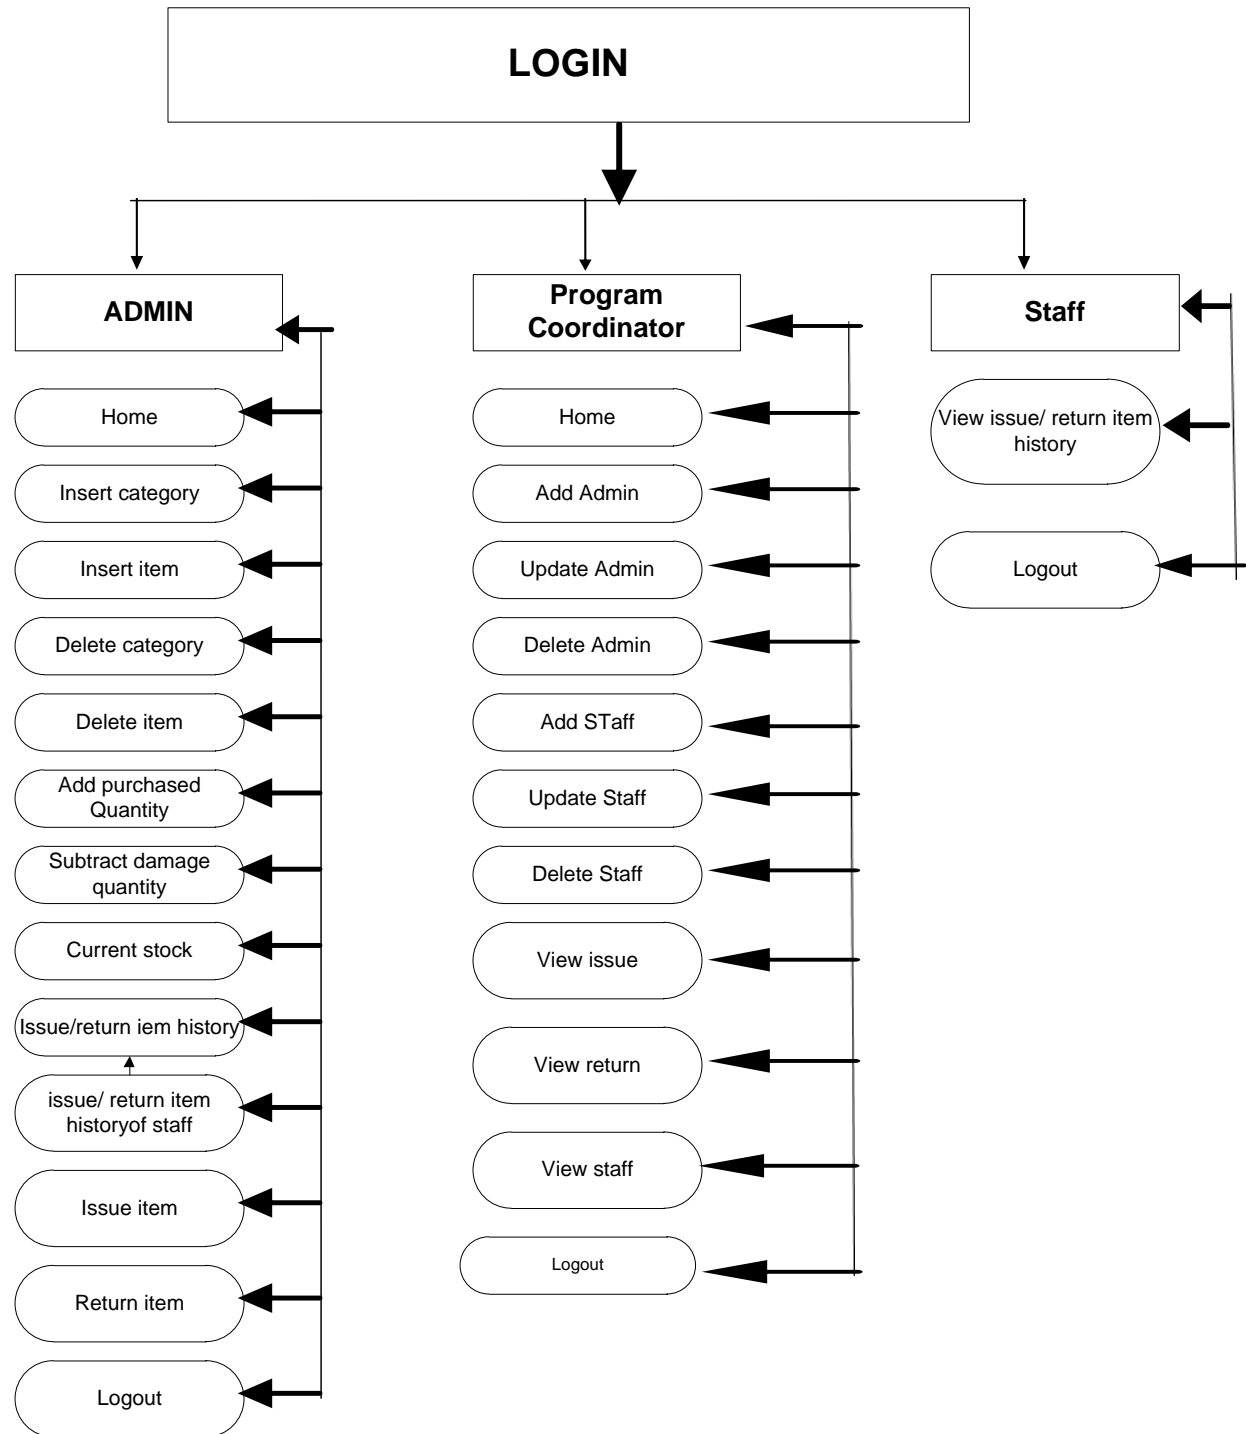 LOGIN
ADMIN
Home
Insert category
Insert item
Delete category
Delete item
Add purchased
Quantity
Subtract damage
quantity
Current stock
Issue/return iem history
issue/ return item
historyof staff
Issue item
Return item
Logout
Program
Coordinator
Home
Add Admin
Update Admin
Delete Admin
Add STaff
Update Staff
Delete Staff
View issue
View return
View staff
Logout
Staff
View issue/ return item
history
Logout